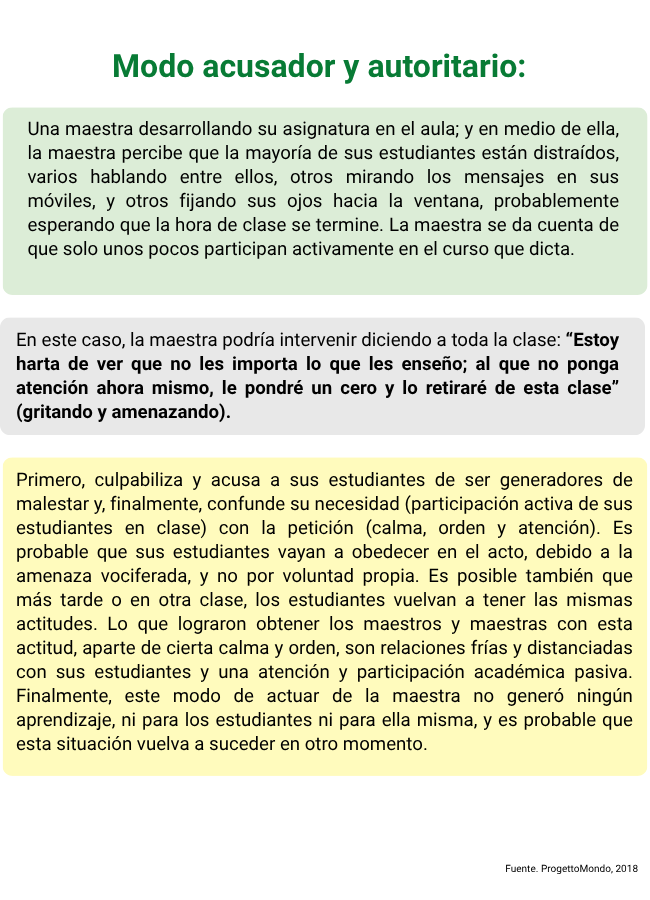 Modo acusador y autoritario:
Una maestra desarrollando su asignatura en el aula; y en medio de ella,
la maestra percibe que la mayoría de sus estudiantes están distraídos,
varios hablando entre ellos, otros mirando los mensajes en sus
móviles, y otros fijando sus ojos hacia la ventana, probablemente
esperando que la hora de clase se termine. La maestra se da cuenta de
que solo unos pocos participan activamente en el curso que dicta.
En este caso, la maestra podría intervenir diciendo a toda la clase: “Estoy
harta de ver que no les importa lo que les enseño; al que no ponga
atención ahora mismo, le pondré un cero y lo retiraré de esta clase”
(gritando y amenazando).
Primero, culpabiliza y acusa a sus estudiantes de ser generadores de
malestar y, finalmente, confunde su necesidad (participación activa de sus
estudiantes en clase) con la petición (calma, orden y atención). Es
probable que sus estudiantes vayan a obedecer en el acto, debido a la
amenaza vociferada, y no por voluntad propia. Es posible también que
más tarde o en otra clase, los estudiantes vuelvan a tener las mismas
actitudes. Lo que lograron obtener los maestros y maestras con esta
actitud, aparte de cierta calma y orden, son relaciones frías y distanciadas
con sus estudiantes y una atención y participación académica pasiva.
Finalmente, este modo de actuar de la maestra no generó ningún
aprendizaje, ni para los estudiantes ni para ella misma, y es probable que
esta situación vuelva a suceder en otro momento.
Fuente. ProgettoMondo, 2018